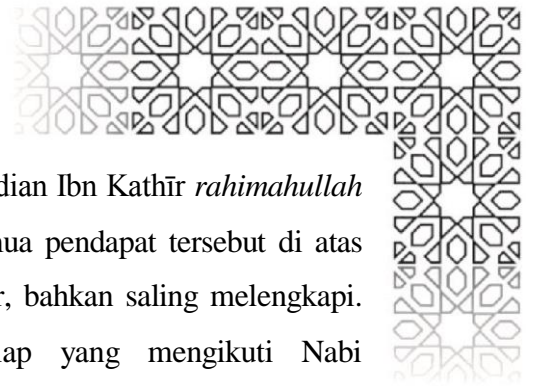 dian Ibn Kathīr rahimahullah
nua pendapat tersebut di atas
r, bahkan saling melengkapi.
ap yang mengikuti Nabi